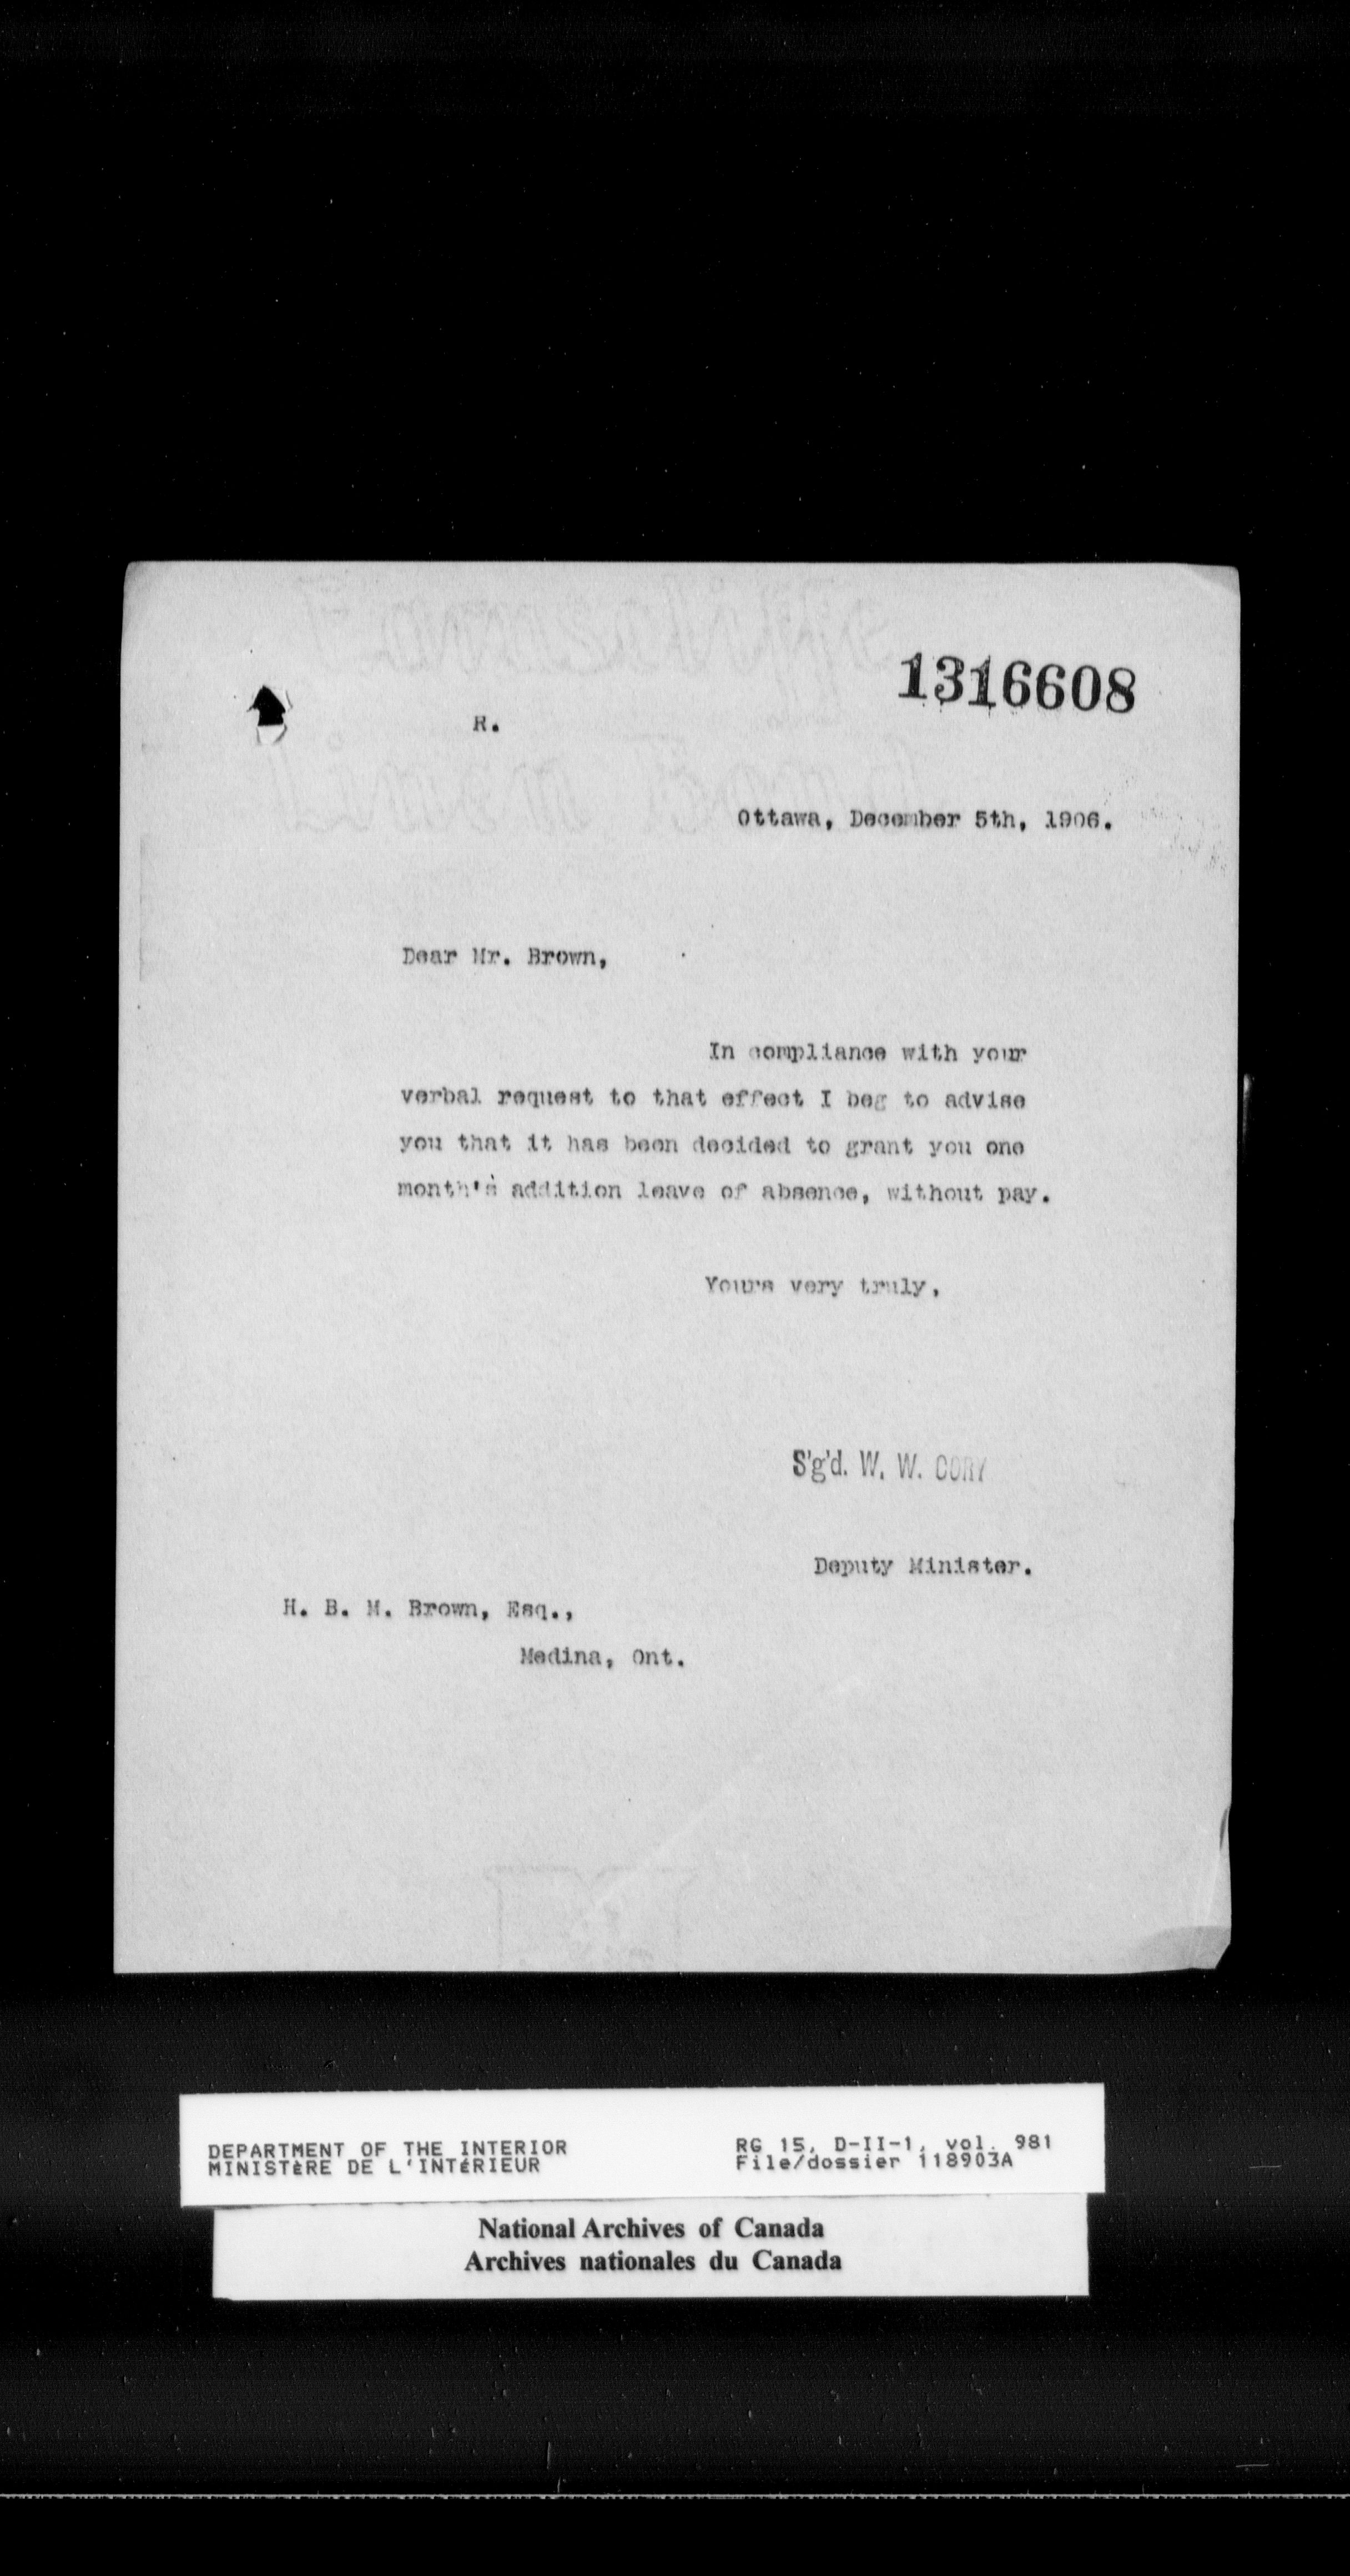 1316608
R.
Ottawa, December 5th, 1906.
Dear Mr. Brown,
In compliance with your
verbal request to that effect I beg to advise
you that it has been decided to grant you one
month's addition leave of absence, without pay.
Yours very truly,
S'g'd. W. W. CORY
Deputy Minister.
H. B. M. Brown, Esq.,
Medina, Ont.
DEPARTMENT OF THE INTERIOR
MINISTÈRE DE L'INTÉRIEUR
RG 15, D-II-1, vol. 981
File/dossier 118903A
National Archives of Canada
Archives nationales du Canada